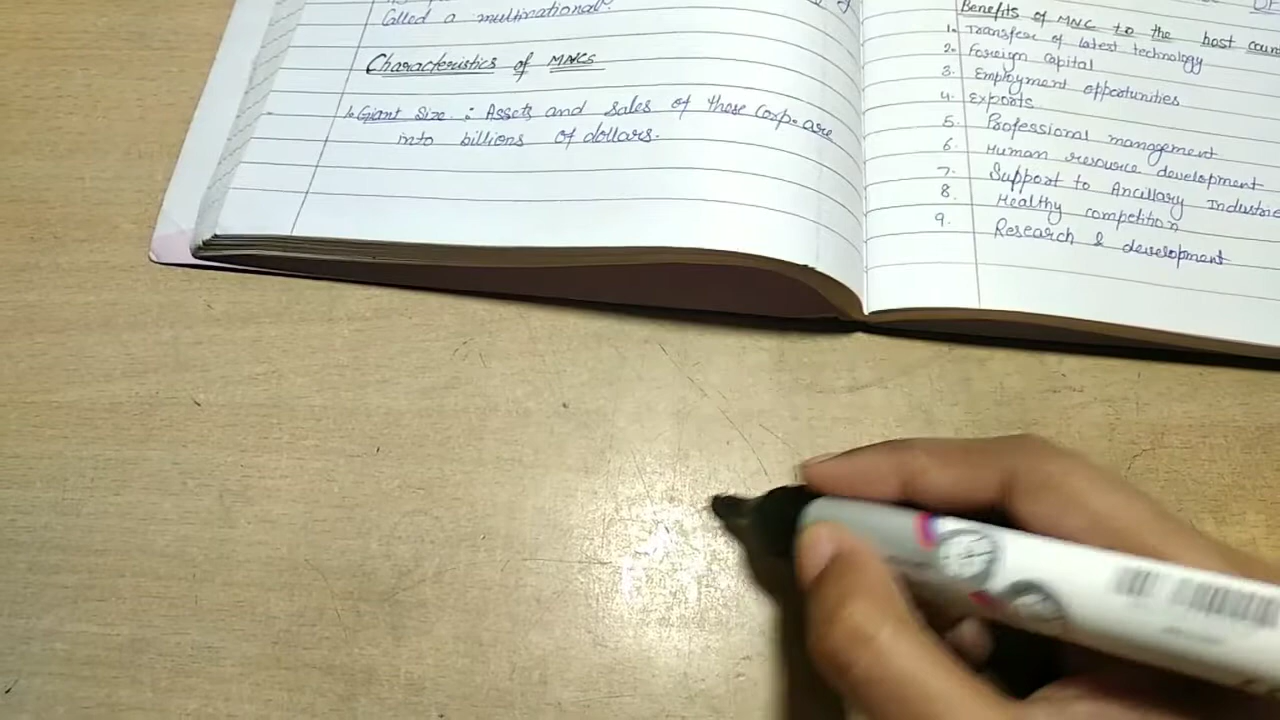 Called a multinational.
Characteristics of MNCs
1. Giant Size : Assets and sales of these Corp. are
into billions of dollars.
Benefits of MNC to the host coun
1. Transfer of latest technology
2. Foreign capital
3. Employment opportunities
4. Exports
5. Professional management
6. Human resource development
7. Support to Ancillary Industrie
8. Healthy competition
9. Research & development